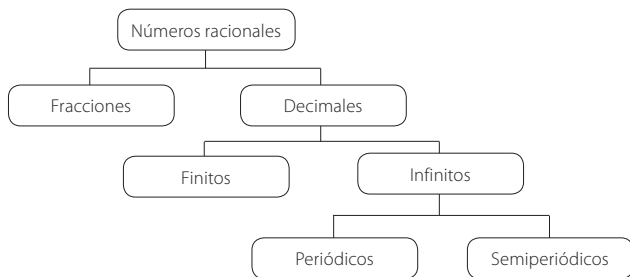 Números racionales
Fracciones
Decimales
Finitos
Infinitos
Periódicos
Semiperiódicos